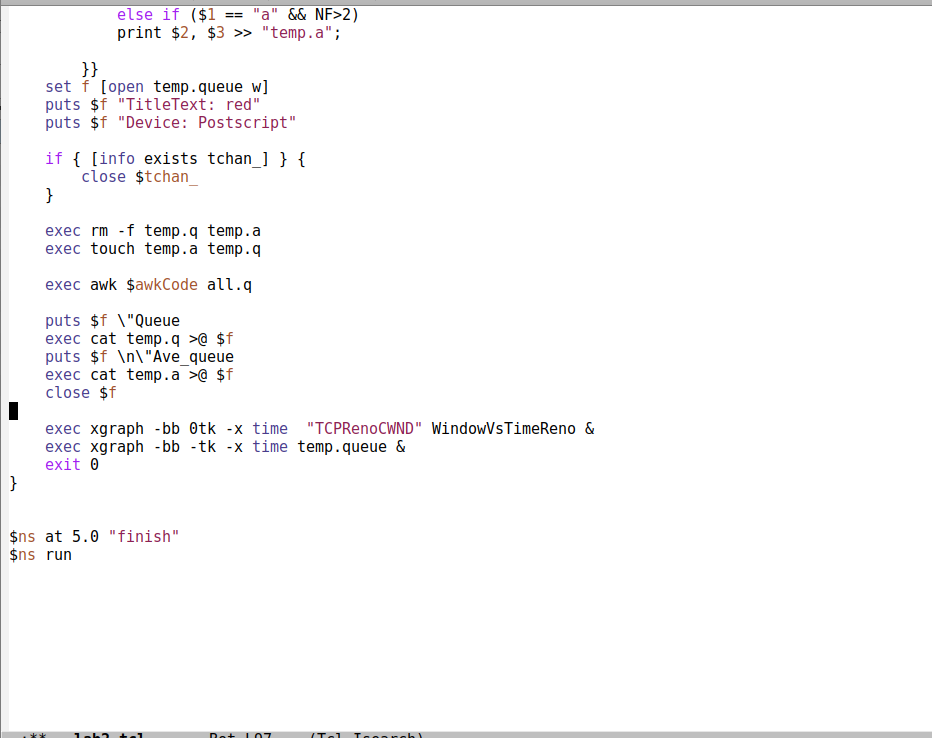 else if ($1 == "a" && NF>2)
print $2, $3 >> "temp.a";
}}
set f [open temp.queue w]
puts $f "TitleText: red"
puts $f "Device: Postscript"
if { [info exists tchan_] } {
close $tchan_
}
exec rm -f temp.q temp.a
exec touch temp.a temp.q
exec awk $awkCode all.q
puts $f \"Queue
exec cat temp.q >@ $f
puts $f \n\"Ave_queue
exec cat temp.a >@ $f
close $f
exec xgraph -bb 0tk -x time  "TCPRenoCWND" WindowVsTimeReno &
exec xgraph -bb -tk -x time temp.queue &
exit 0
}
$ns at 5.0 "finish"
$ns run